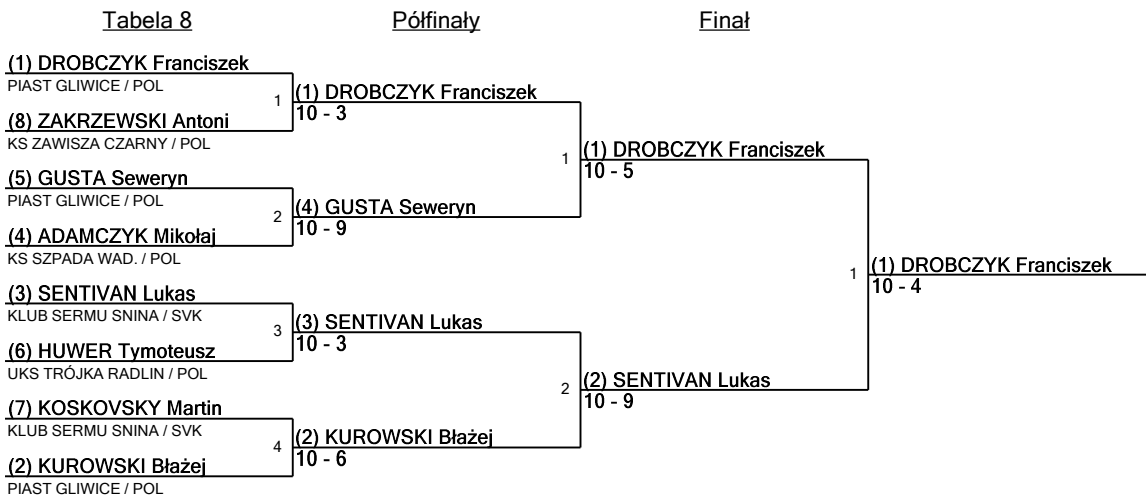 Tabela 8
Półfinały
Finał
(1) DROBCZYK Franciszek
PIAST GLIWICE / POL
1
(8) ZAKRZEWSKI Antoni
KS ZAWISZA CZARNY / POL
(5) GUSTA Seweryn
PIAST GLIWICE / POL
2
(4) ADAMCZYK Mikołaj
KS SZPADA WAD. / POL
(3) SENTIVAN Lukas
KLUB SERMU SNINA / SVK
3
(6) HUWER Tymoteusz
UKS TRÓJKA RADLIN / POL
(7) KOSKOVSKY Martin
KLUB SERMU SNINA / SVK
4
(2) KUROWSKI Błażej
PIAST GLIWICE / POL
(1) DROBCZYK Franciszek
10 - 3
1
(4) GUSTA Seweryn
10 - 9
(3) SENTIVAN Lukas
10 - 3
2
(2) KUROWSKI Błażej
10 - 6
(1) DROBCZYK Franciszek
10 - 5
1
(2) SENTIVAN Lukas
10 - 9
(1) DROBCZYK Franciszek
10 - 4